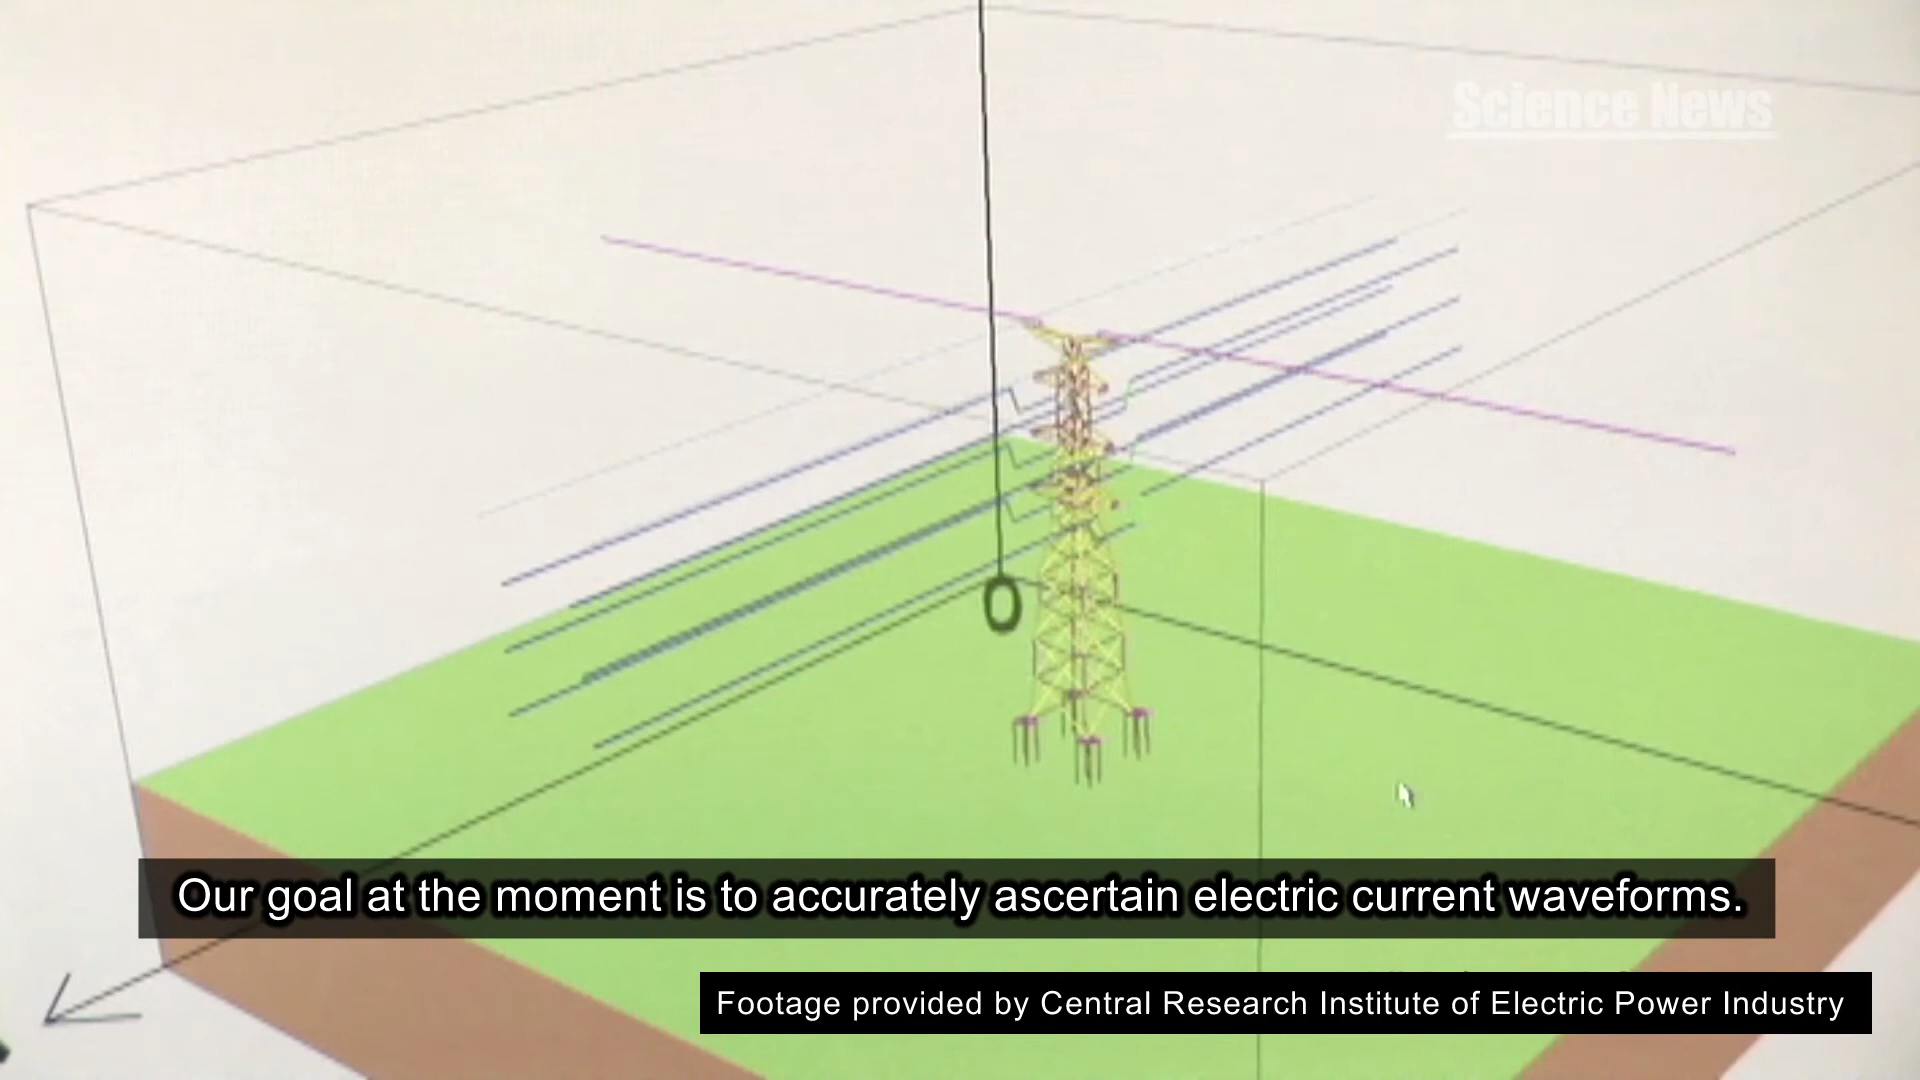 Science News
0
Our goal at the moment is to accurately ascertain electric current waveforms.
Footage provided by Central Research Institute of Electric Power Industry